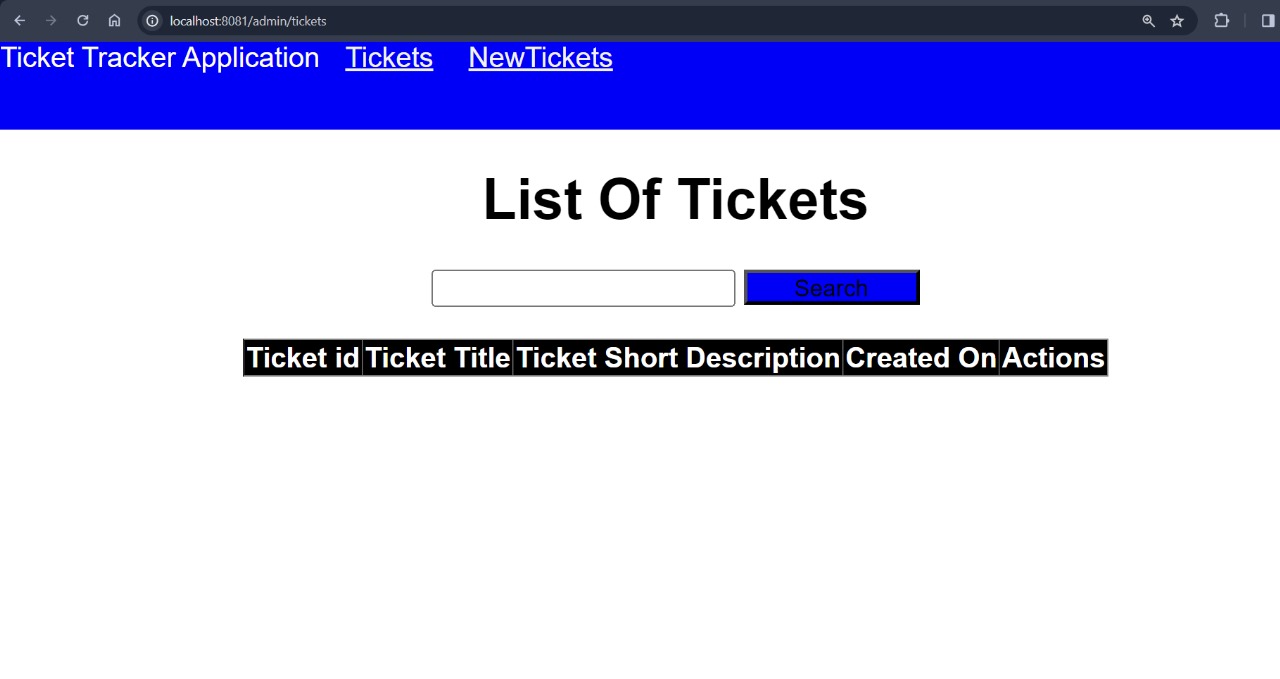 localhost:8081/admin/tickets
Ticket Tracker Application Tickets NewTickets
List Of Tickets
Search
Ticket id Ticket Title Ticket Short Description Created On Actions